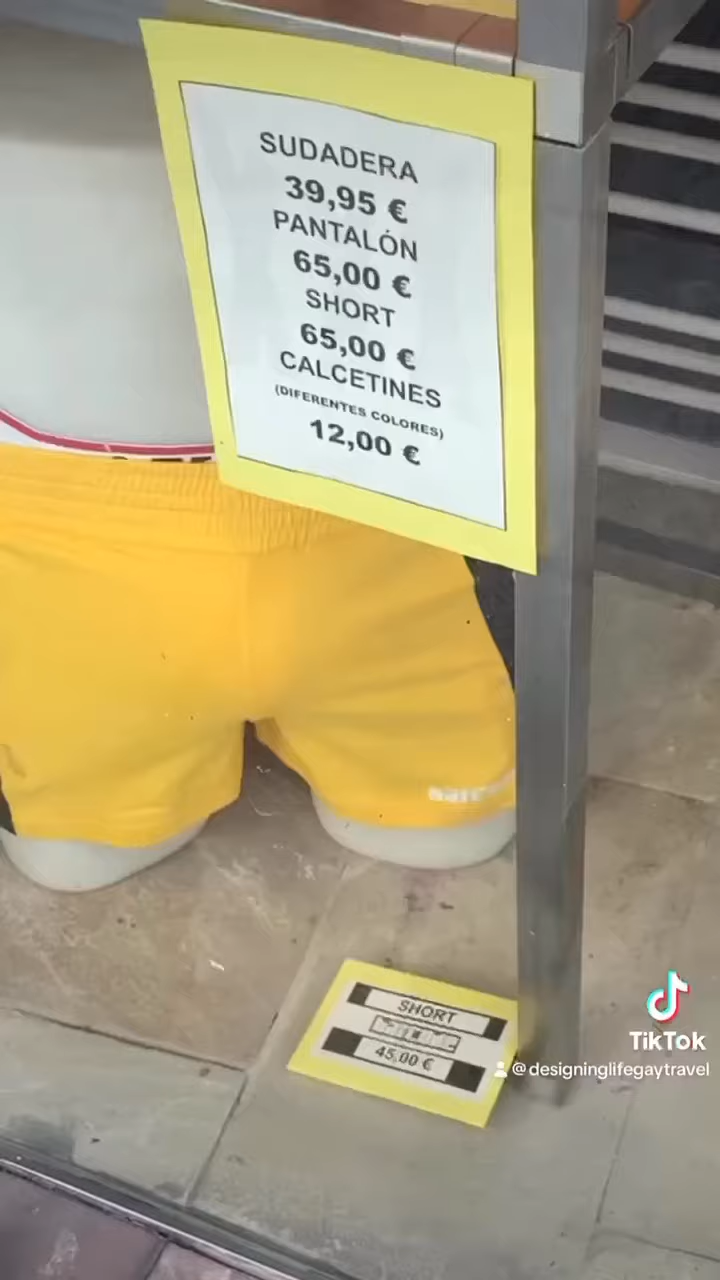 SUDADERA
39,95 €
PANTALÓN
65,00 €
SHORT
65,00 €
CALCETINES
(DIFERENTES COLORES)
12,00 €
SHORT
45,00 €
TikTok
@designinglifegaytravel